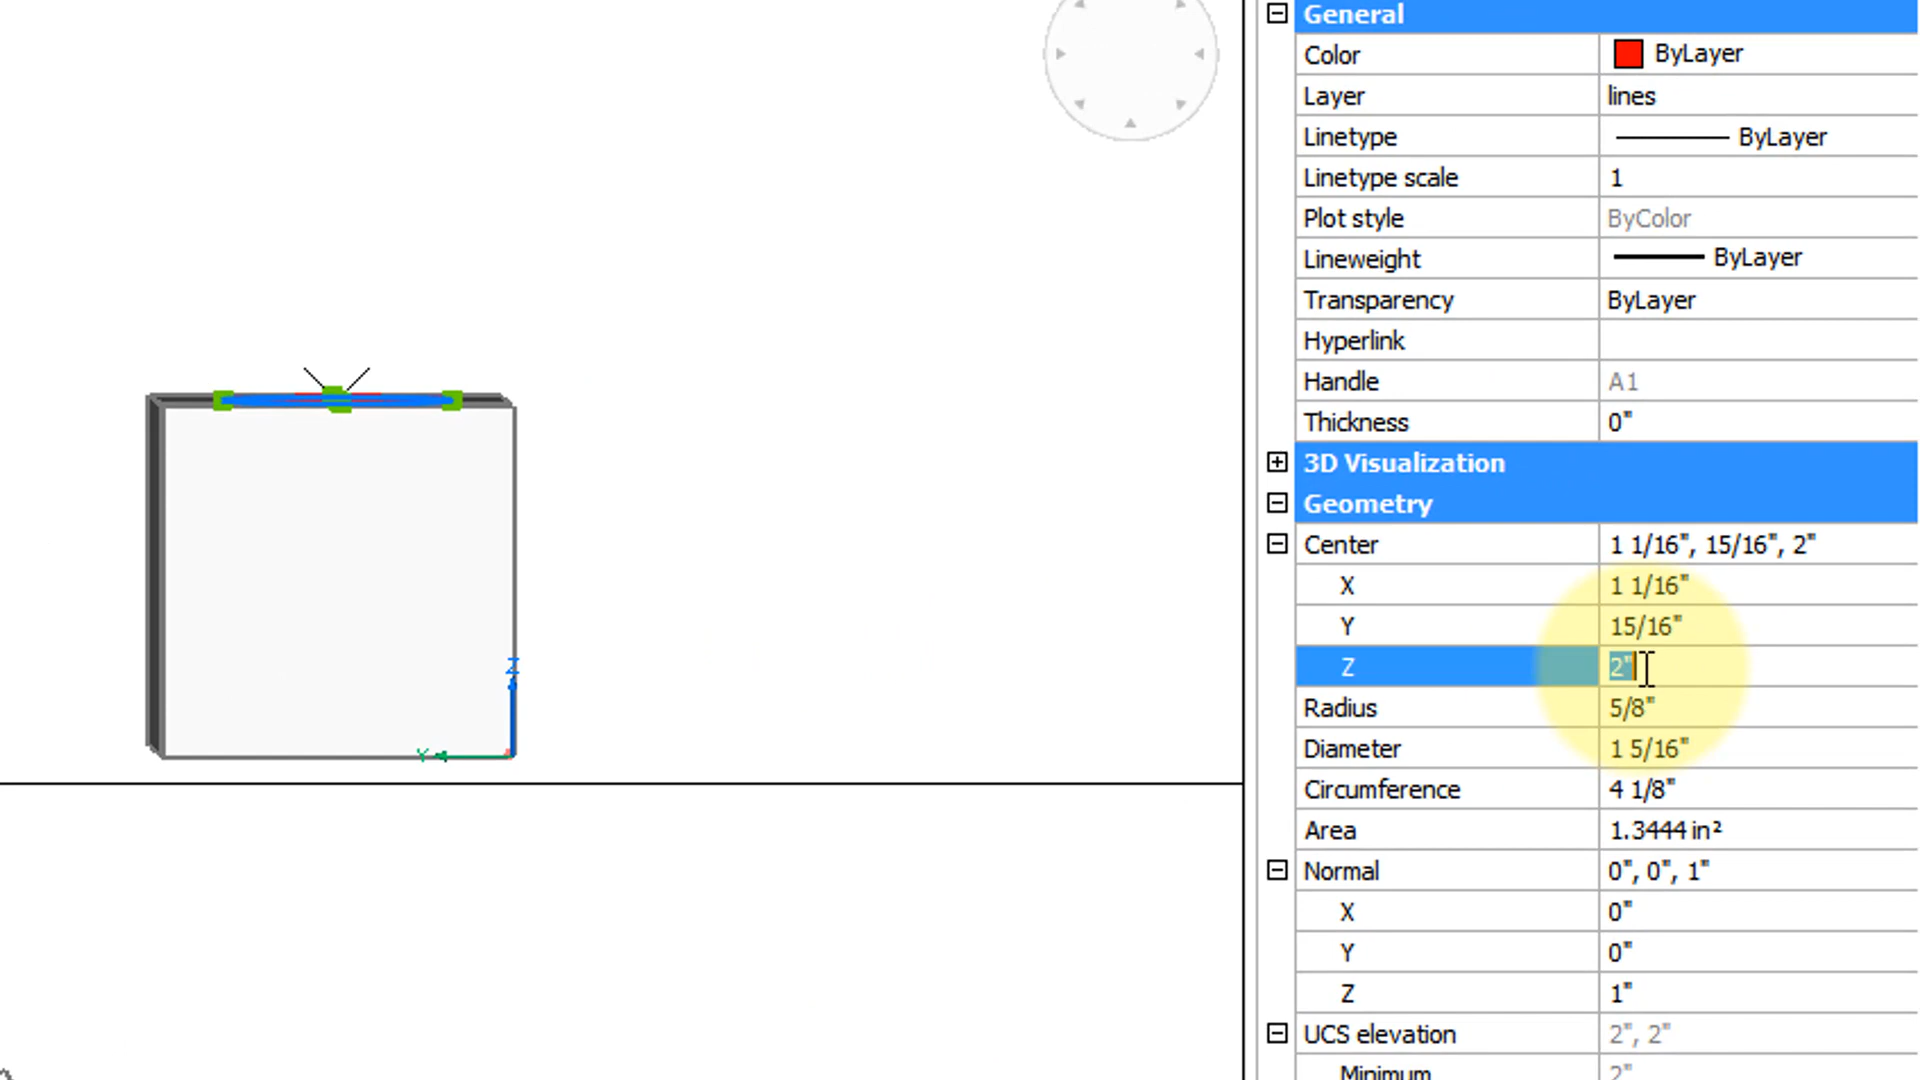 General
Color ByLayer
Layer lines
Linetype ByLayer
Linetype scale 1
Plot style ByColor
Lineweight ByLayer
Transparency ByLayer
Hyperlink
Handle A1
Thickness 0"
3D Visualization
Geometry
Center 1 1/16", 15/16", 2"
X 1 1/16"
Y 15/16"
Z 2"
Radius 5/8"
Diameter 1 5/16"
Circumference 4 1/8"
Area 1.3444 in²
Normal 0", 0", 1"
X 0"
Y 0"
Z 1"
UCS elevation 2", 2"
Minimum 2"
Z
Y